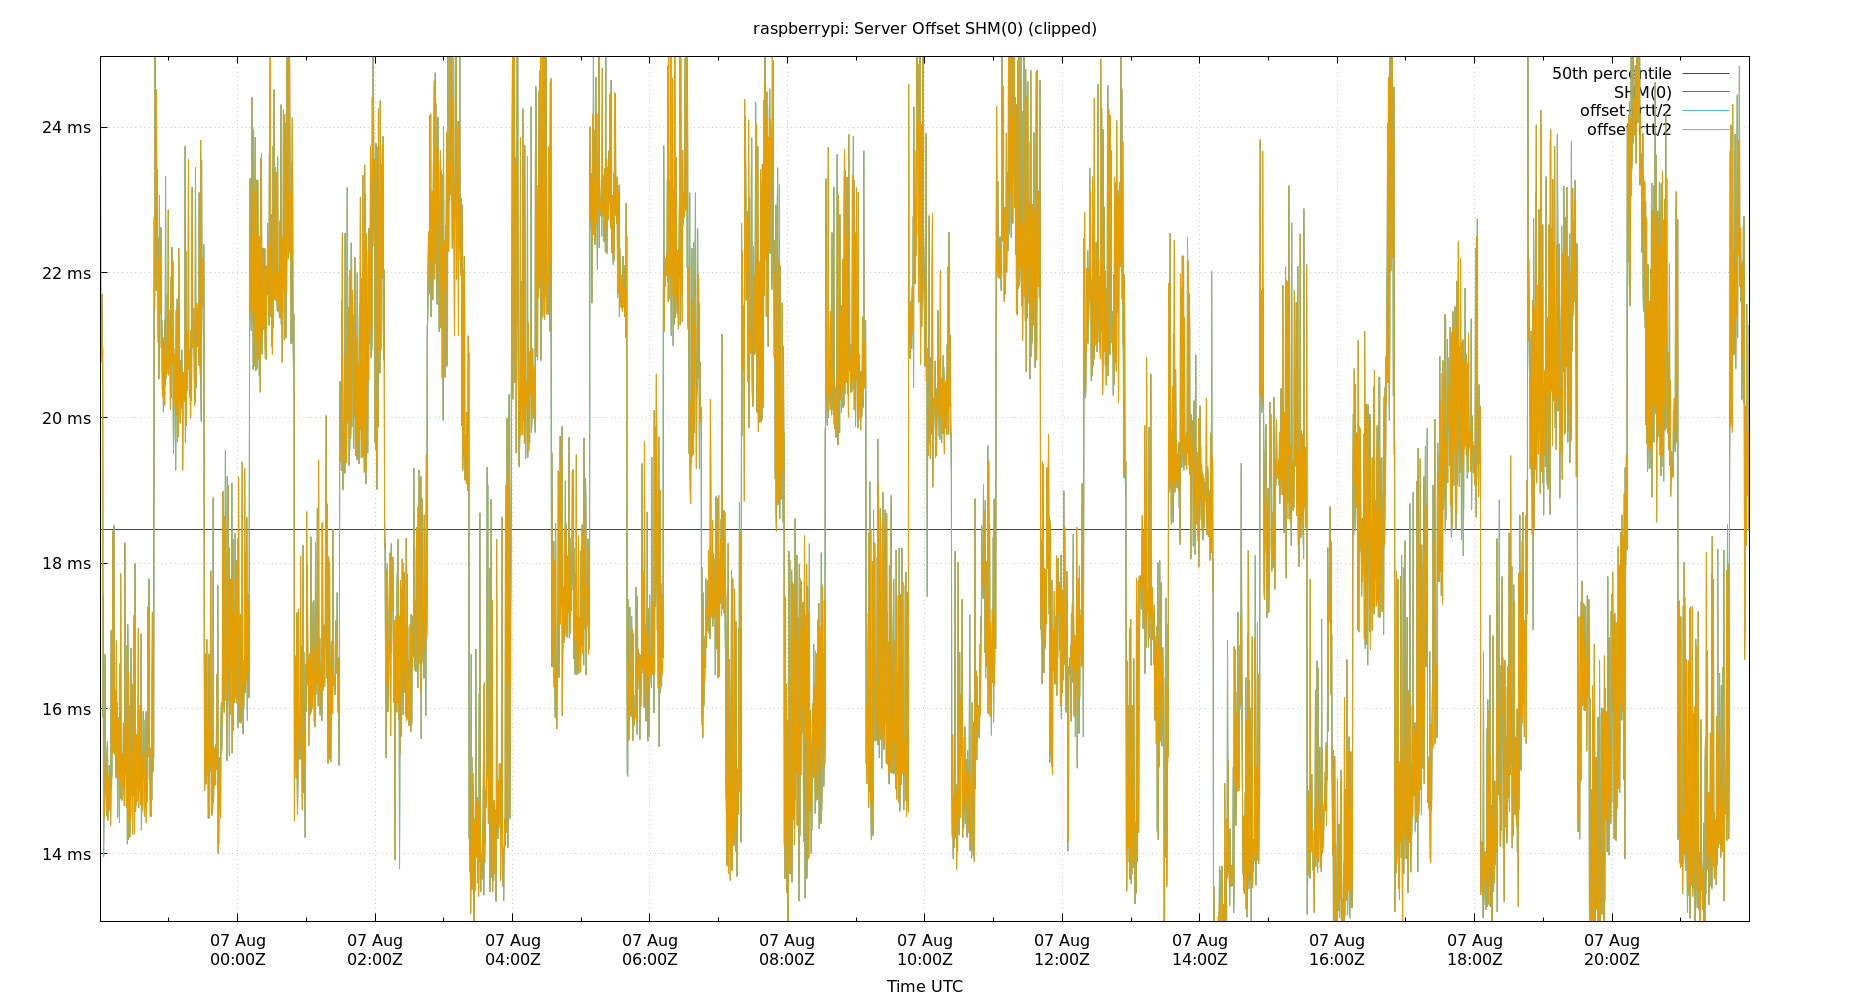 raspberrypi: Server Offset SHM(0) (clipped)
50th percentile
SHM(0)
offset+rtt/2
offset-rtt/2
24 ms
22 ms
20 ms
18 ms
16 ms
14 ms
07 Aug 07 Aug 07 Aug 07 Aug 07 Aug 07 Aug 07 Aug 07 Aug 07 Aug 07 Aug 07 Aug
00:00Z 02:00Z 04:00Z 06:00Z 08:00Z 10:00Z 12:00Z 14:00Z 16:00Z 18:00Z 20:00Z
Time UTC